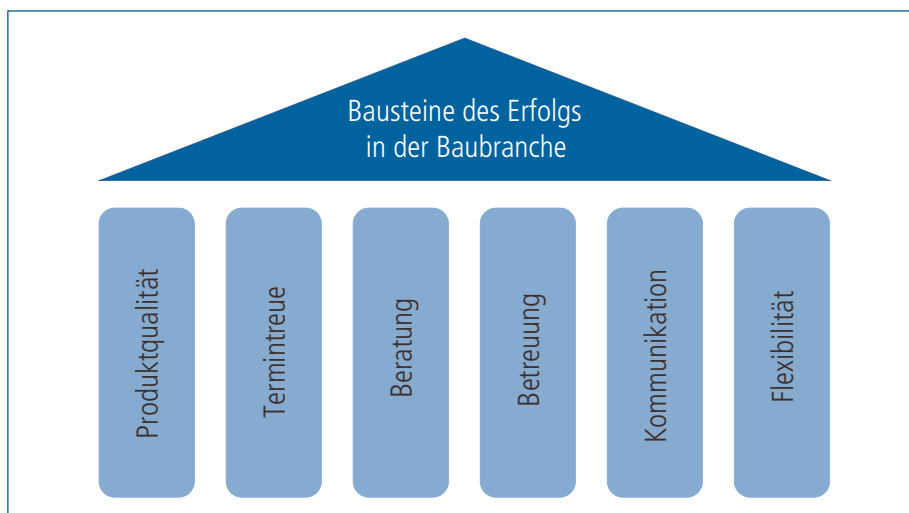 Bausteine des Erfolgs
in der Baubranche
Produktqualität
Termintreue
Beratung
Betreuung
Kommunikation
Flexibilität